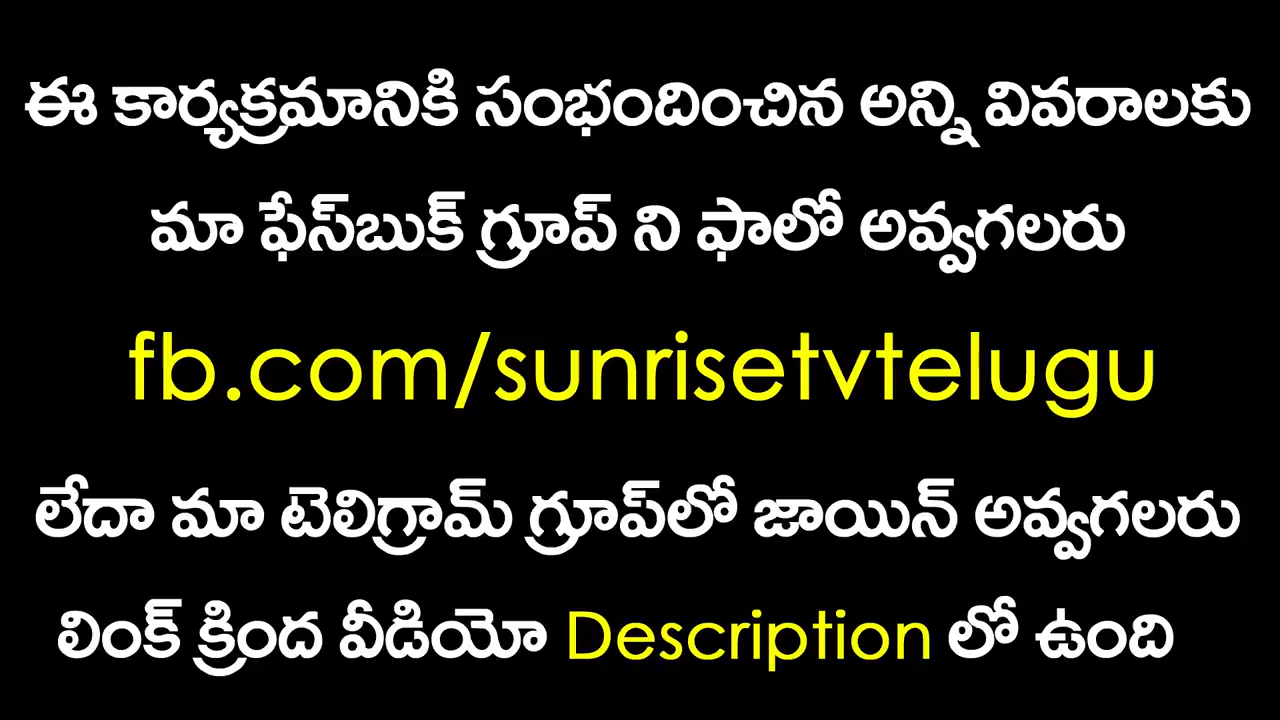 ఈ కార్యక్రమానికి సంభందించిన అన్ని వివరాలకు
మా ఫేస్‌బుక్ గ్రూప్ ని ఫాలో అవ్వగలరు
fb.com/sunrisetvtelugu
లేదా మా టెలిగ్రామ్ గ్రూప్‌లో జాయిన్ అవ్వగలరు
లింక్ క్రింద వీడియో Description లో ఉంది